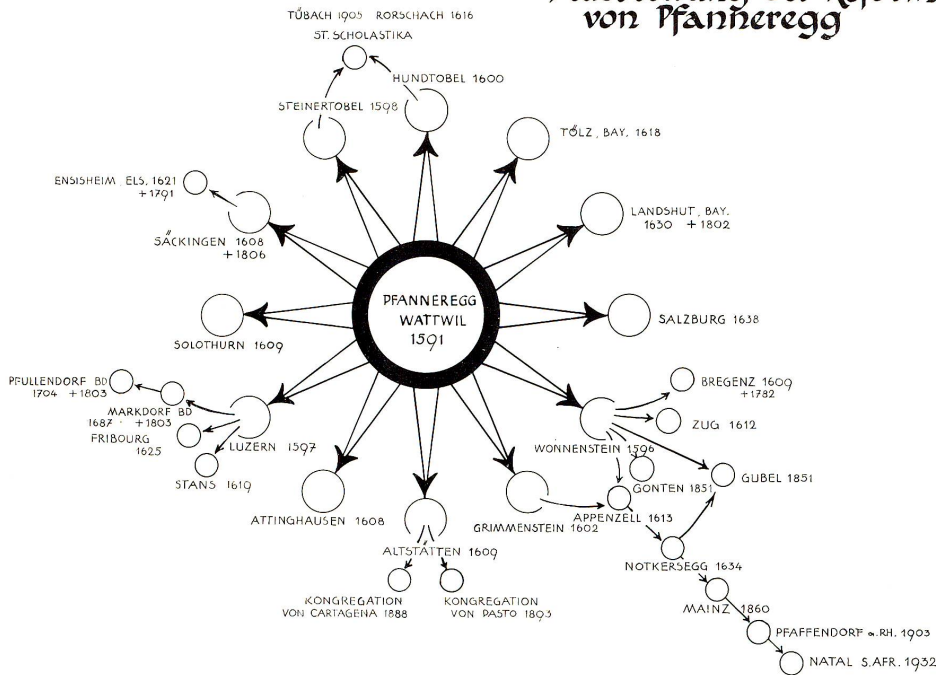 von Pfanneregg
TÜBACH 1905 RORSCHACH 1616
ST. SCHOLASTIKA
HUNDTOBEL 1600
STEINERTOBEL 1598
TÖLZ, BAY. 1618
ENSISHEIM, ELS. 1621
+1791
LANDSHUT, BAY.
1630 +1802
SÄCKINGEN 1608
+1806
PFANNEREGG
WATTWIL
1591
SALZBURG 1638
SOLOTHURN 1609
PFULLENDORF BD
1704 +1803
MARKDORF BD
1687 +1803
FRIBOURG
1625
STANS 1619
LUZERN 1597
BREGENZ 1609
+1782
ZUG 1612
WONNENSTEIN 1596
GONTEN 1851
GUBEL 1851
ATTINGHAUSEN 1608
GRIMMENSTEIN 1602
APPENZELL 1613
ALTSTÄTTEN 1609
NOTKERSEGG 1634
KONGREGATION
VON CARTAGENA 1888
KONGREGATION
VON PASTO 1893
MAINZ 1860
PFAFFENDORF a.RH. 1903
NATAL S.AFR. 1932